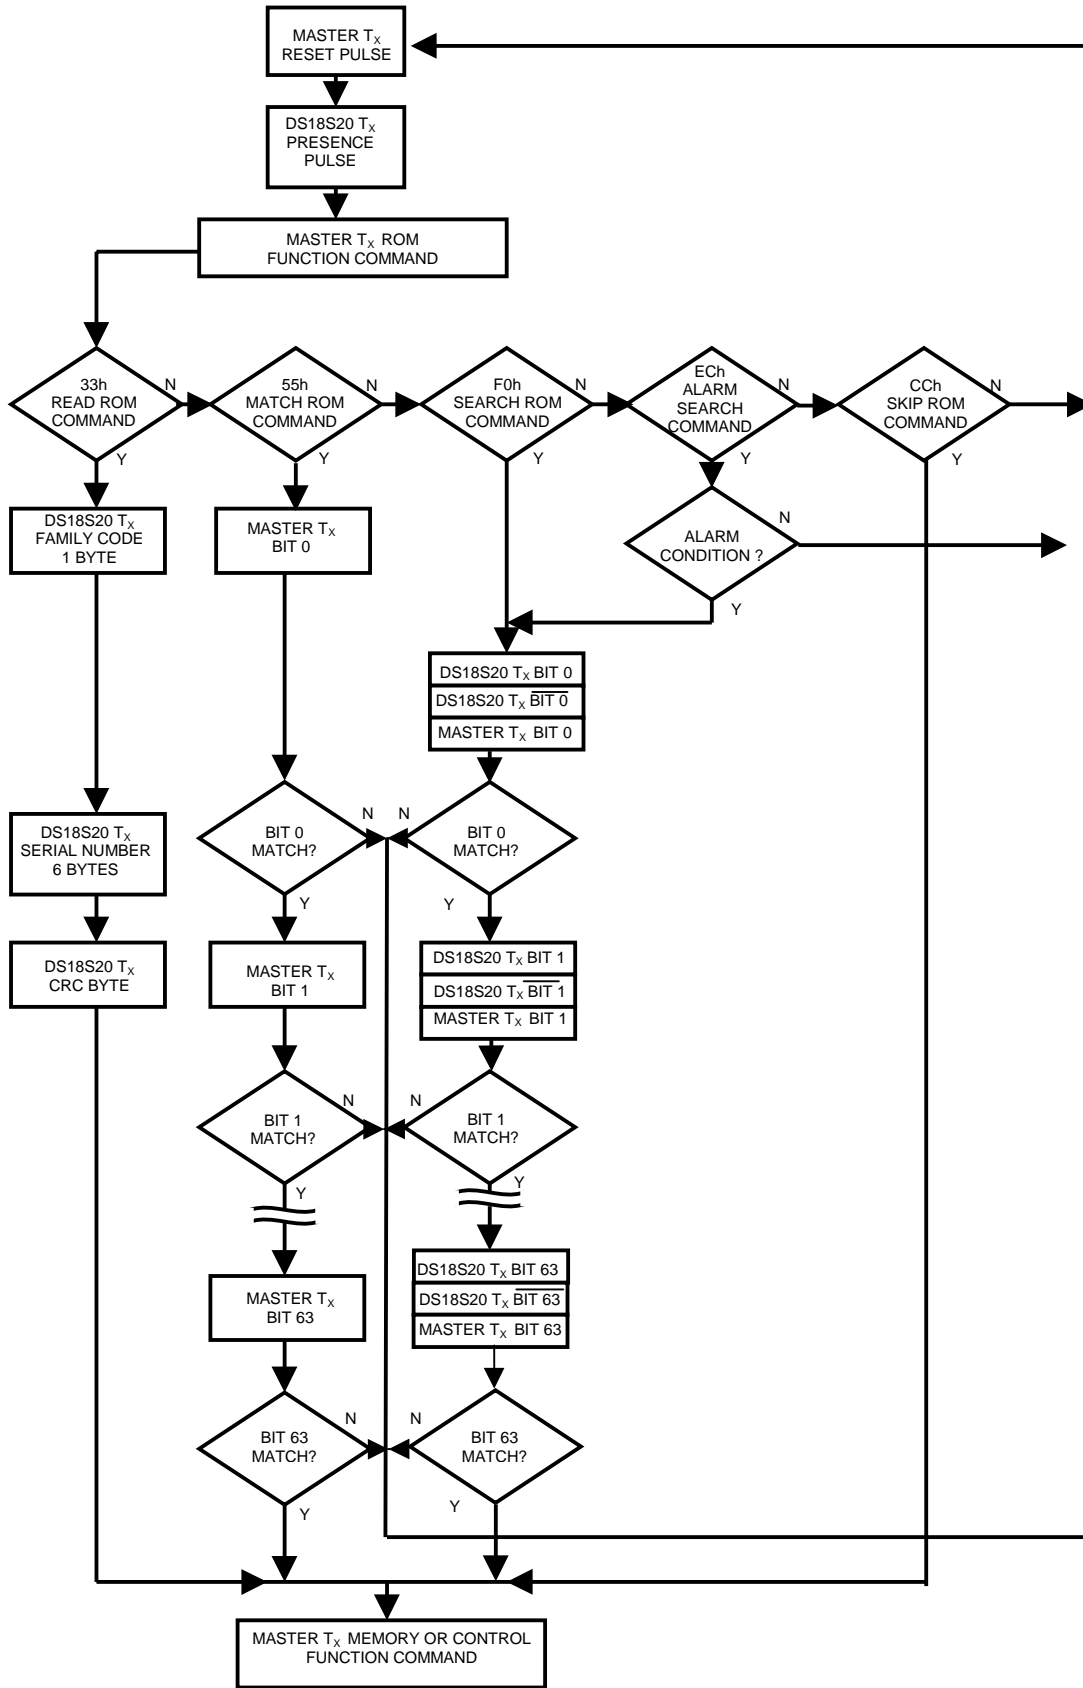 MASTER TX
RESET PULSE
DS18S20 TX
PRESENCE
PULSE
MASTER TX ROM
FUNCTION COMMAND
33h
READ ROM
COMMAND
N
Y
55h
MATCH ROM
COMMAND
N
Y
F0h
SEARCH ROM
COMMAND
N
Y
ECh
ALARM
SEARCH
COMMAND
N
Y
CCh
SKIP ROM
COMMAND
N
Y
DS18S20 TX
FAMILY CODE
1 BYTE
MASTER TX
BIT 0
ALARM
CONDITION ?
N
Y
DS18S20 TX BIT 0
DS18S20 TX BIT 0
MASTER TX BIT 0
DS18S20 TX
SERIAL NUMBER
6 BYTES
BIT 0
MATCH?
N
Y
BIT 0
MATCH?
N
Y
DS18S20 TX
CRC BYTE
MASTER TX
BIT 1
DS18S20 TX BIT 1
DS18S20 TX BIT 1
MASTER TX BIT 1
BIT 1
MATCH?
N
Y
BIT 1
MATCH?
N
Y
MASTER TX
BIT 63
DS18S20 TX BIT 63
DS18S20 TX BIT 63
MASTER TX BIT 63
BIT 63
MATCH?
N
Y
BIT 63
MATCH?
N
Y
MASTER TX MEMORY OR CONTROL
FUNCTION COMMAND